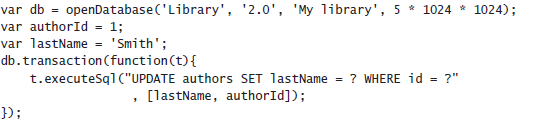 var db = openDatabase('Library', '2.0', 'My library', 5 * 1024 * 1024);
var authorId = 1;
var lastName = 'Smith';
db.transaction(function(t){
    t.executeSql("UPDATE authors SET lastName = ? WHERE id = ?"
                , [lastName, authorId]);
});